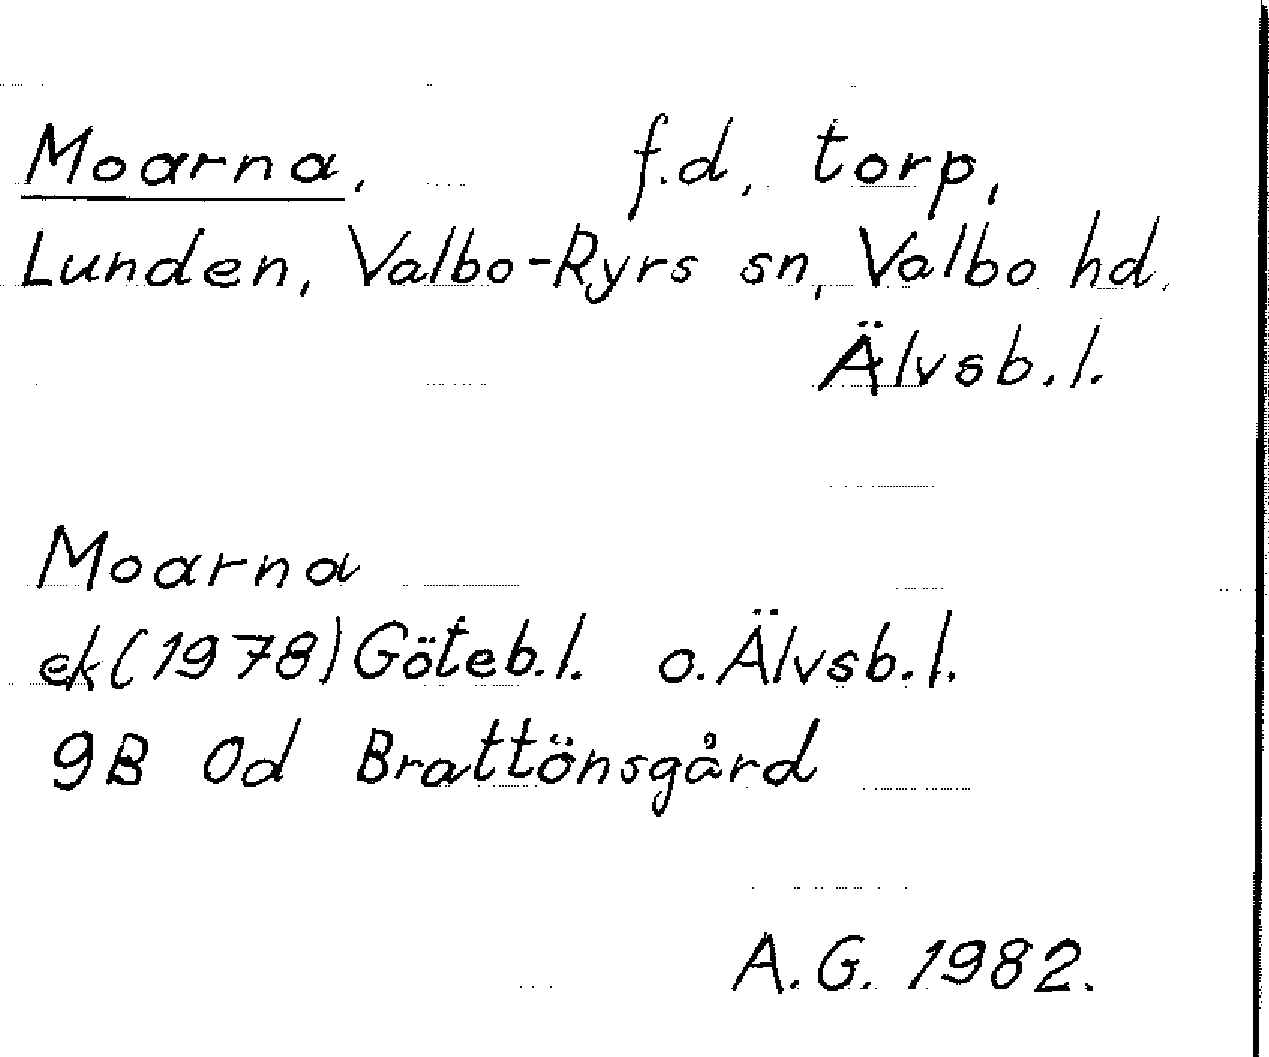 Moarna, f.d, torp,
Lunden, Valbo-Ryrs sn, Valbo hd.
Älvsb.l.
Moarna
ek(1978) Göteb.l. o. Älvsb.l.
9B 0d Brattönsgård
A.G. 1982.